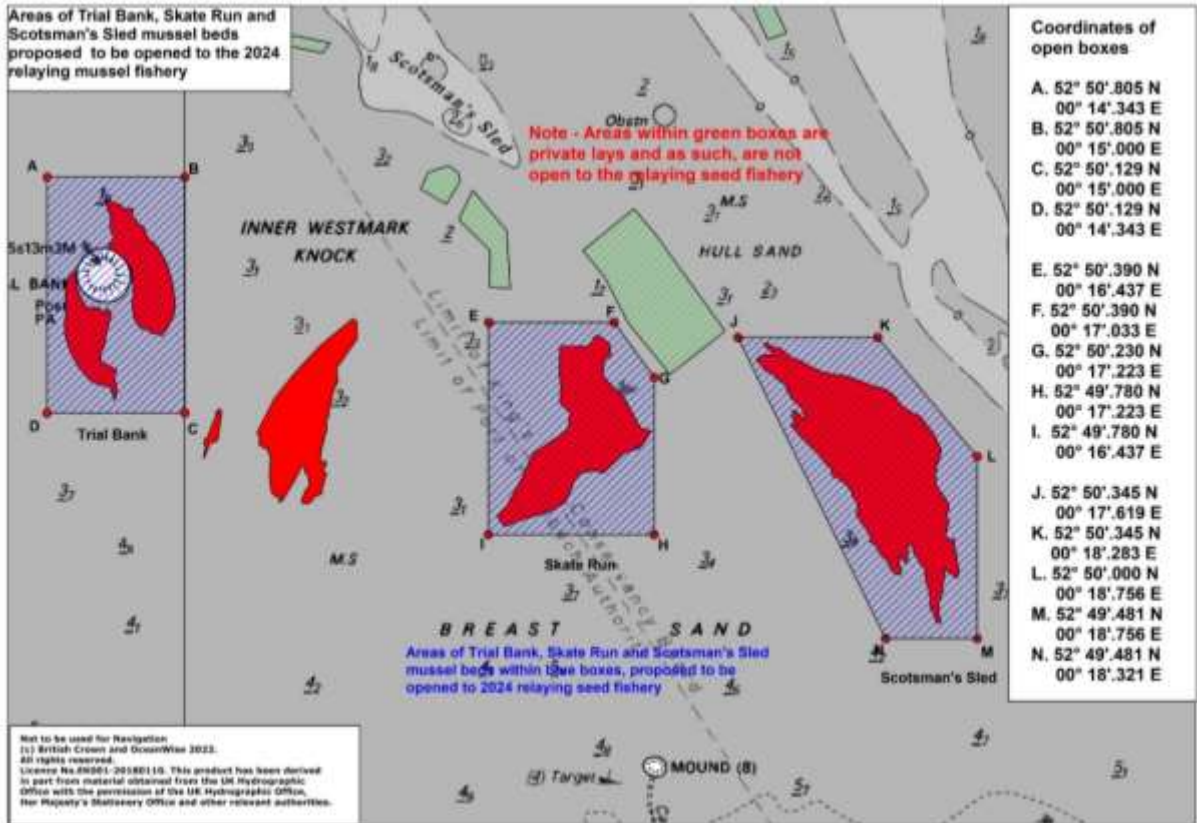 Areas of Trial Bank, Skate Run and
Scotsman's Sled mussel beds
proposed to be opened to the 2024
relaying mussel fishery
Coordinates of
open boxes
A. 52° 50'.805 N
00° 14'.343 E
B. 52° 50'.805 N
00° 15'.000 E
C. 52° 50'.129 N
00° 15'.000 E
D. 52° 50'.129 N
00° 14'.343 E
E. 52° 50'.390 N
00° 16'.437 E
F. 52° 50'.390 N
00° 17'.033 E
G. 52° 50'.230 N
00° 17'.223 E
H. 52° 49'.780 N
00° 17'.223 E
I. 52° 49'.780 N
00° 16'.437 E
J. 52° 50'.345 N
00° 17'.619 E
K. 52° 50'.345 N
00° 18'.283 E
L. 52° 50'.000 N
00° 18'.756 E
M. 52° 49'.481 N
00° 18'.756 E
N. 52° 49'.481 N
00° 18'.321 E
Scotsman's Sled
Obstn
Note - Areas within green boxes are
private lays and as such, are not
open to the relaying seed fishery
M.S
HULL SAND
A
B
INNER WESTMARK
KNOCK
5s13m3M
L BANK
Post
PA
E
F
J
K
G
D
C
Trial Bank
L
I
H
Skate Run
M.S
BREAST SAND
Areas of Trial Bank, Skate Run and Scotsman's Sled
mussel beds within blue boxes, proposed to be
opened to 2024 relaying seed fishery
N
M
Scotsman's Sled
Not to be used for Navigation
(c) British Crown and OceanWise 2022.
All rights reserved.
This product has been derived
in part from material obtained from the UK Hydrographic
Office with the permission of the UK Hydrographic Office,
Her Majesty's Stationery Office and other relevant authorities.
MOUND (8)
(4) Target